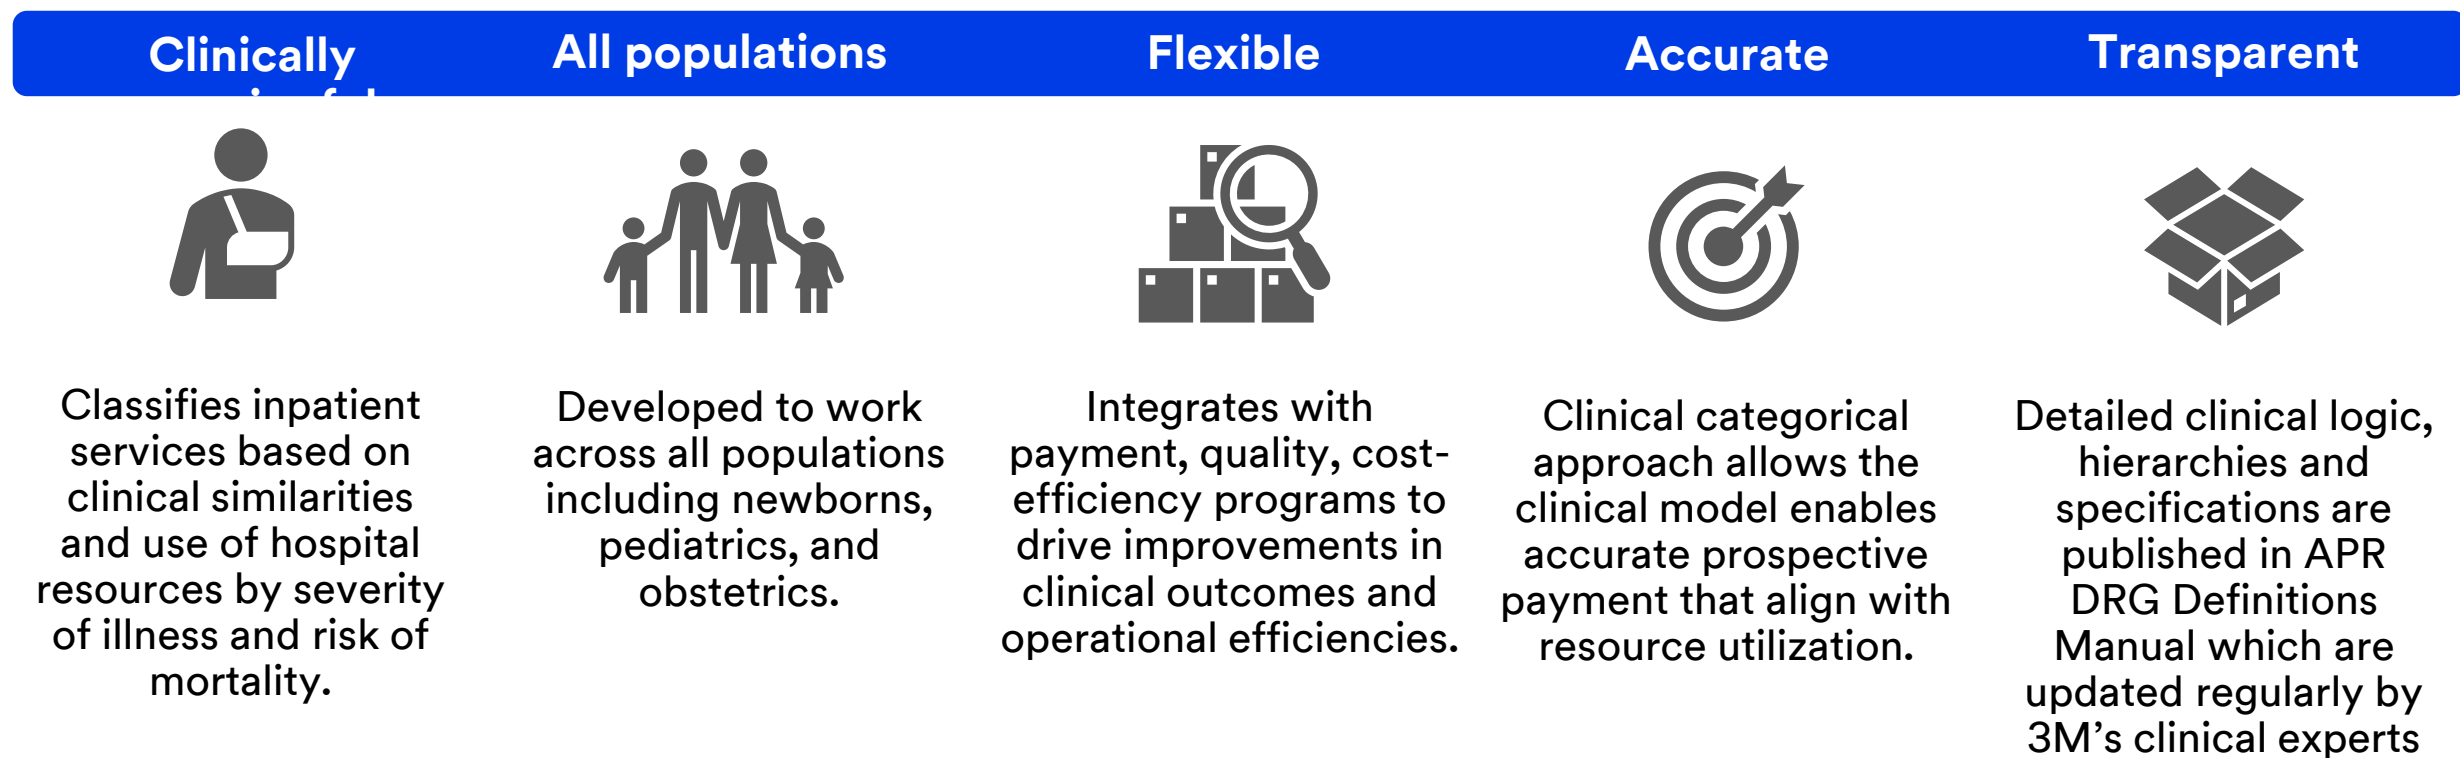 Clinically
All populations
Flexible
Accurate
Transparent
Classifies inpatient
services based on
clinical similarities
and use of hospital
resources by severity
of illness and risk of
mortality.
Developed to work
across all populations
including newborns,
pediatrics, and
obstetrics.
Integrates with
payment, quality, cost-
efficiency programs to
drive improvements in
clinical outcomes and
operational efficiencies.
Clinical categorical
approach allows the
clinical model enables
accurate prospective
payment that align with
resource utilization.
Detailed clinical logic,
hierarchies and
specifications are
published in APR
DRG Definitions
Manual which are
updated regularly by
3M's clinical experts